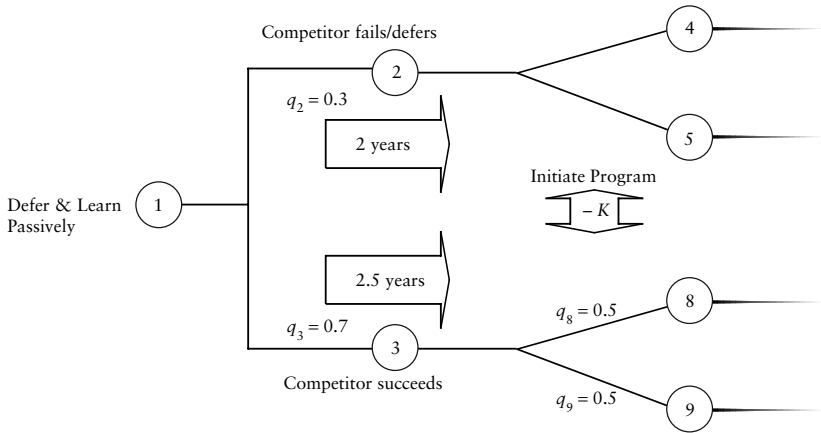 Competitor fails/defers
4
2
q2 = 0.3
2 years
5
Initiate Program
Defer & Learn
Passively
1
– K
2.5 years
q8 = 0.5
8
q3 = 0.7
3
Competitor succeeds
q9 = 0.5
9